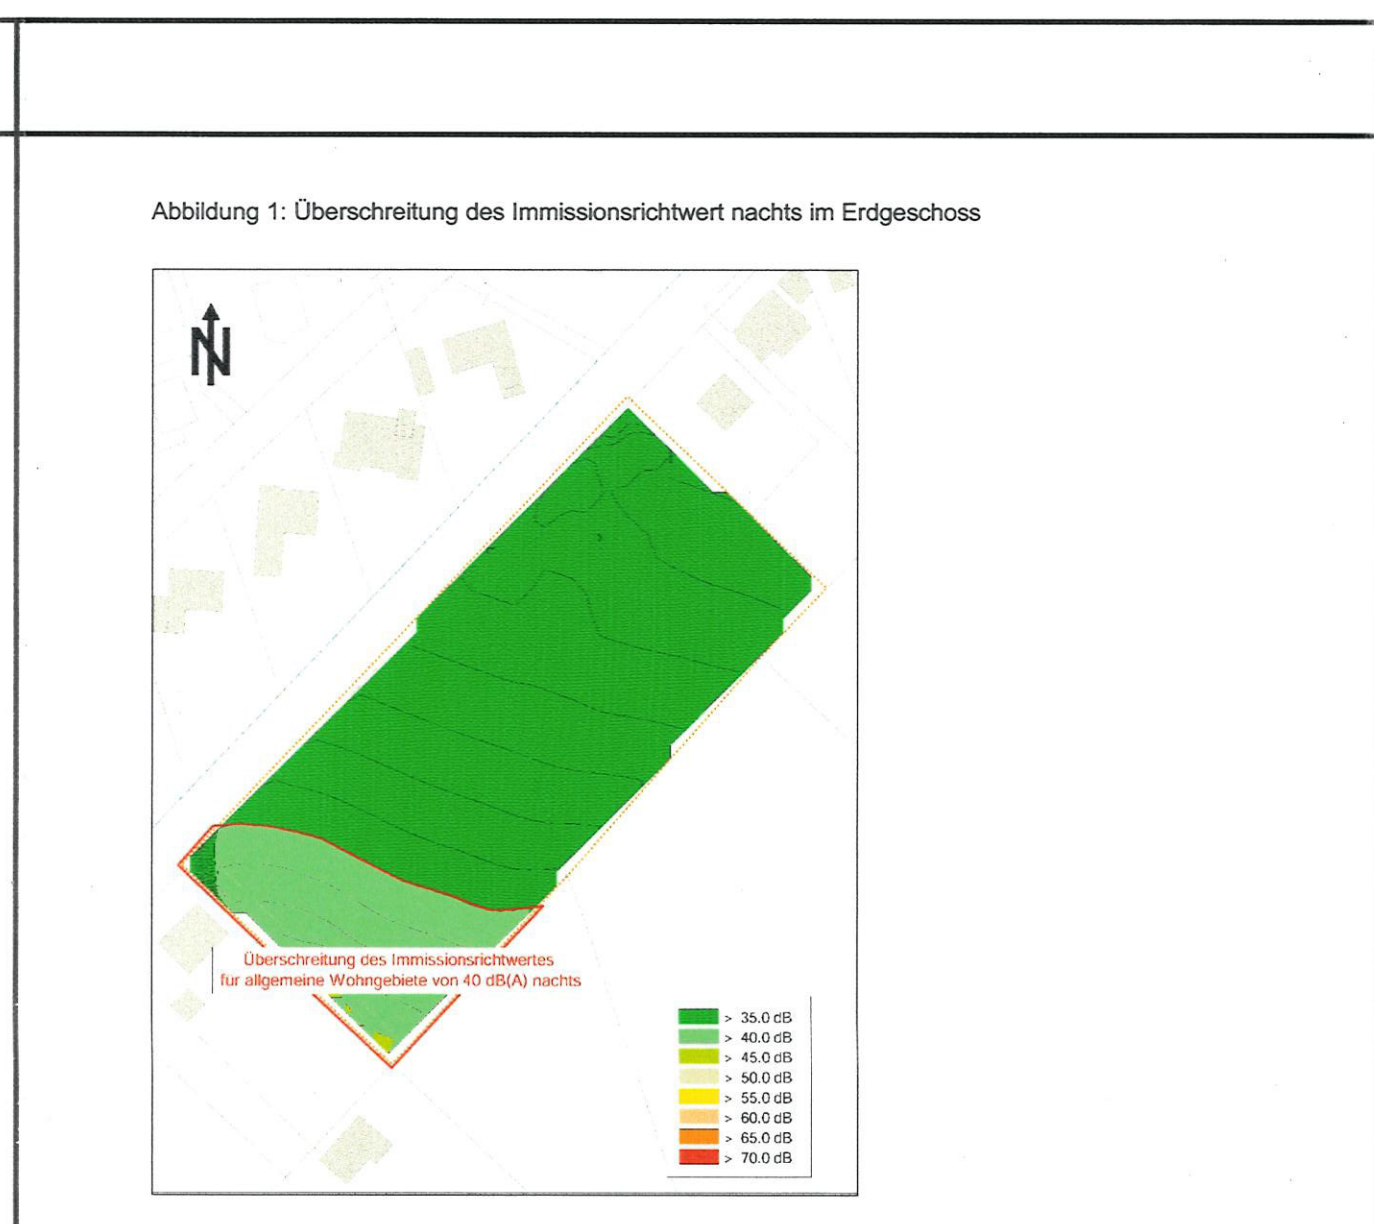 Abbildung 1: Überschreitung des Immissionsrichtwert nachts im Erdgeschoss
N
Überschreitung des Immissionsrichtwertes
für allgemeine Wohngebiete von 40 dB(A) nachts
> 35.0 dB
> 40.0 dB
> 45.0 dB
> 50.0 dB
> 55.0 dB
> 60.0 dB
> 65.0 dB
> 70.0 dB